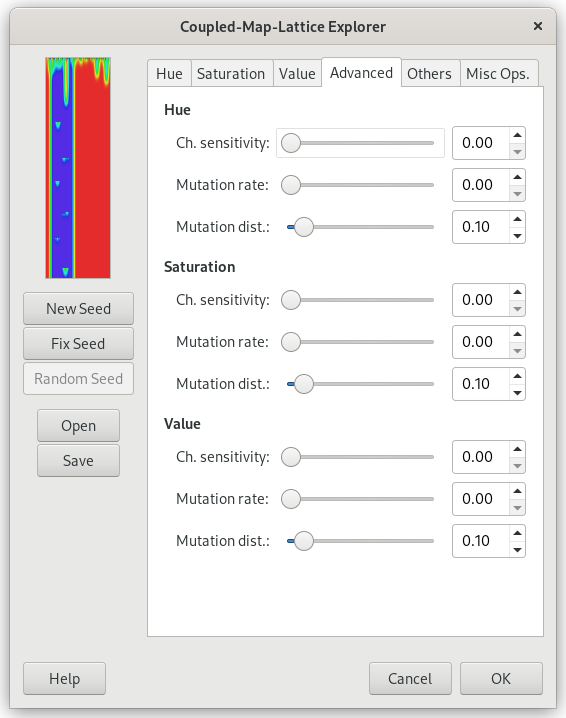 Coupled-Map-Lattice Explorer ×
Hue Saturation Value Advanced Others Misc Ops.
Hue
Ch. sensitivity: 0.00
Mutation rate: 0.00
Mutation dist.: 0.10
Saturation
Ch. sensitivity: 0.00
Mutation rate: 0.00
Mutation dist.: 0.10
Value
Ch. sensitivity: 0.00
Mutation rate: 0.00
Mutation dist.: 0.10
New Seed
Fix Seed
Random Seed
Open
Save
Help Cancel OK